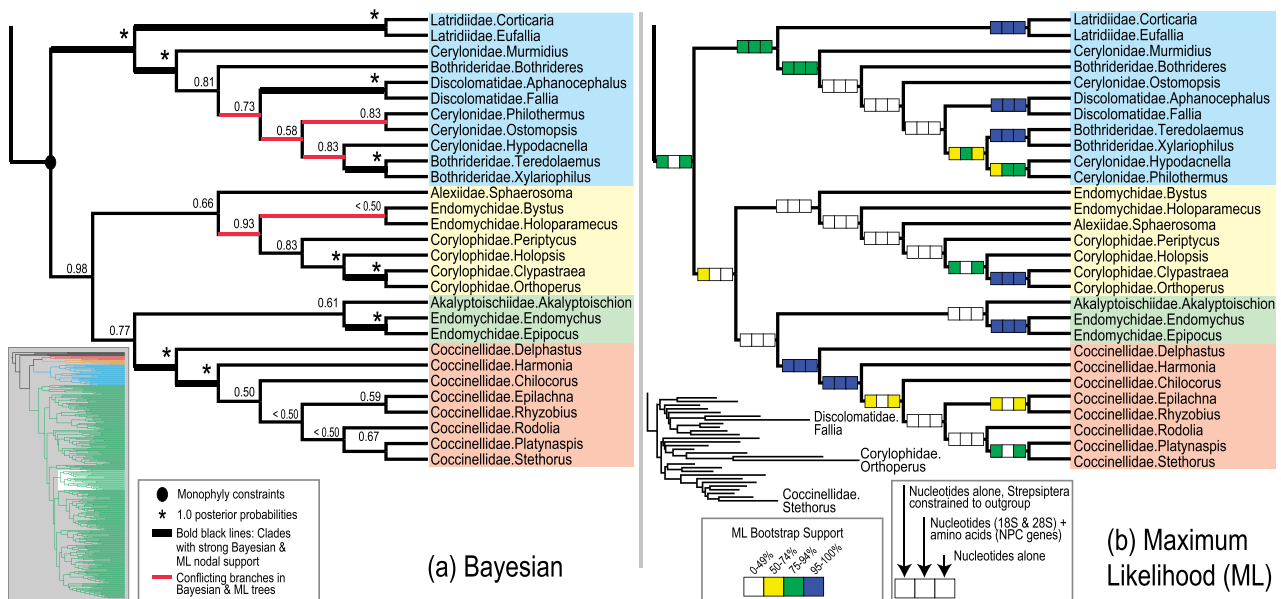 *
Latridiidae.Corticaria
*
Latridiidae.Eufallia
*
Cerylonidae.Murmidius
0.81
Bothrideridae.Bothrideres
*
Discolomatidae.Aphanocephalus
0.73
Discolomatidae.Fallia
0.83
Cerylonidae.Philothermus
0.58
Cerylonidae.Ostomopsis
0.83
Cerylonidae.Hypodacnella
*
Bothrideridae.Teredolaemus
Bothrideridae.Xylariophilus
Alexiidae.Sphaerosoma
0.66
< 0.50
Endomychidae.Bystus
0.93
Endomychidae.Holoparamecus
0.83
Corylophidae.Periptycus
*
Corylophidae.Holopsis
*
Corylophidae.Clypastraea
0.98
Corylophidae.Orthoperus
0.61
Akalyptoischiidae.Akalyptoischion
*
Endomychidae.Endomychus
0.77
Endomychidae.Epipocus
*
Coccinellidae.Delphastus
*
Coccinellidae.Harmonia
0.50
Coccinellidae.Chilocorus
0.59
Coccinellidae.Epilachna
< 0.50
Coccinellidae.Rhyzobius
< 0.50
Coccinellidae.Rodolia
0.67
Coccinellidae.Platynaspis
Coccinellidae.Stethorus
Monophyly constraints
* 1.0 posterior probabilities
Bold black lines: Clades
with strong Bayesian &
ML nodal support
Conflicting branches in
Bayesian & ML trees
(a) Bayesian
Latridiidae.Corticaria
Latridiidae.Eufallia
Cerylonidae.Murmidius
Bothrideridae.Bothrideres
Cerylonidae.Ostomopsis
Discolomatidae.Aphanocephalus
Discolomatidae.Fallia
Bothrideridae.Teredolaemus
Bothrideridae.Xylariophilus
Cerylonidae.Hypodacnella
Cerylonidae.Philothermus
Endomychidae.Bystus
Endomychidae.Holoparamecus
Alexiidae.Sphaerosoma
Corylophidae.Periptycus
Corylophidae.Holopsis
Corylophidae.Clypastraea
Corylophidae.Orthoperus
Akalyptoischiidae.Akalyptoischion
Endomychidae.Endomychus
Endomychidae.Epipocus
Coccinellidae.Delphastus
Coccinellidae.Harmonia
Coccinellidae.Chilocorus
Coccinellidae.Epilachna
Coccinellidae.Rhyzobius
Coccinellidae.Rodolia
Coccinellidae.Platynaspis
Coccinellidae.Stethorus
Discolomatidae.
Fallia
Corylophidae.
Orthoperus
Coccinellidae.
Stethorus
ML Bootstrap Support
0-49%
50-74%
75-94%
95-100%
Nucleotides alone, Strepsiptera
constrained to outgroup
Nucleotides (18S & 28S) +
amino acids (NPC genes)
Nucleotides alone
(b) Maximum
Likelihood (ML)